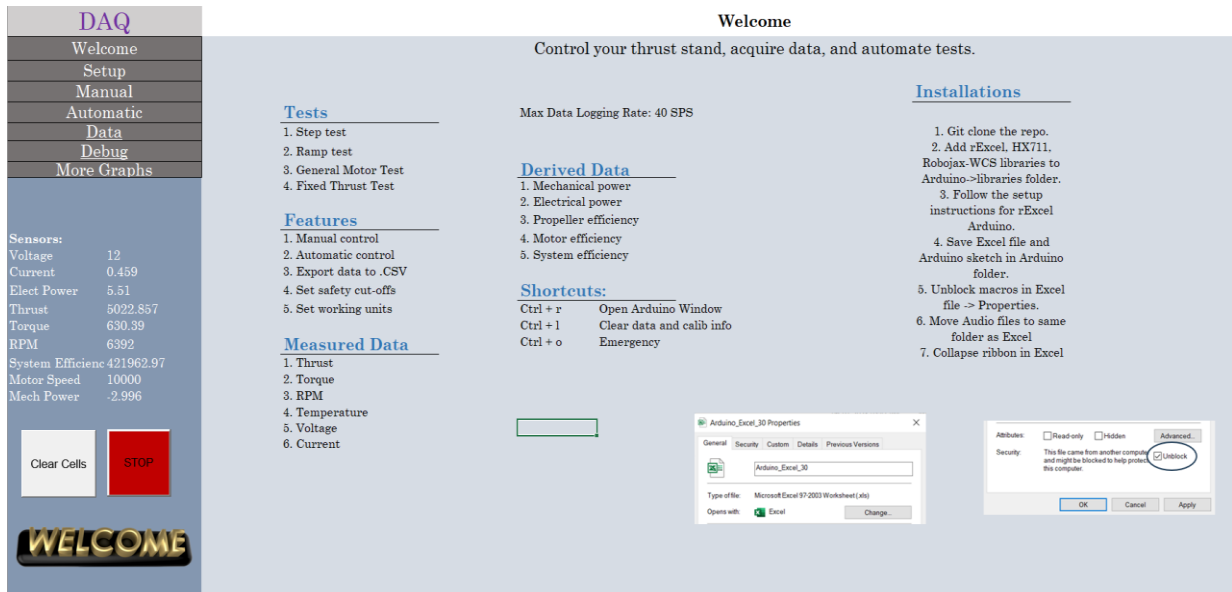 DAQ
Welcome
Setup
Manual
Automatic
Data
Debug
More Graphs
Sensors:
Voltage 12
Current 0.459
Elect Power 5.51
Thrust 5022.857
Torque 630.39
RPM 6392
System Efficienc 421962.97
Motor Speed 10000
Mech Power -2.996
Clear Cells
STOP
WELCOME
Welcome
Control your thrust stand, acquire data, and automate tests.
Tests
1. Step test
2. Ramp test
3. General Motor Test
4. Fixed Thrust Test
Features
1. Manual control
2. Automatic control
3. Export data to .CSV
4. Set safety cut-offs
5. Set working units
Measured Data
1. Thrust
2. Torque
3. RPM
4. Temperature
5. Voltage
6. Current
Max Data Logging Rate: 40 SPS
Derived Data
1. Mechanical power
2. Electrical power
3. Propeller efficiency
4. Motor efficiency
5. System efficiency
Shortcuts:
Ctrl + r Open Arduino Window
Ctrl + l Clear data and calib info
Ctrl + o Emergency
Installations
1. Git clone the repo.
2. Add rExcel, HX711,
Robojax-WCS libraries to
Arduino->libraries folder.
3. Follow the setup
instructions for rExcel
Arduino.
4. Save Excel file and
Arduino sketch in Arduino
folder.
5. Unblock macros in Excel
file -> Properties.
6. Move Audio files to same
folder as Excel
7. Collapse ribbon in Excel
Arduino_Excel_30 Properties
General Security Custom Details Previous Versions
Arduino_Excel_30
Type of file: Microsoft Excel 97-2003 Worksheet (.xls)
Opens with: Excel Change...
Attributes: Read-only Hidden Advanced...
Security: This file came from another computer
and might be blocked to help protect
this computer.
Unblock
OK Cancel Apply